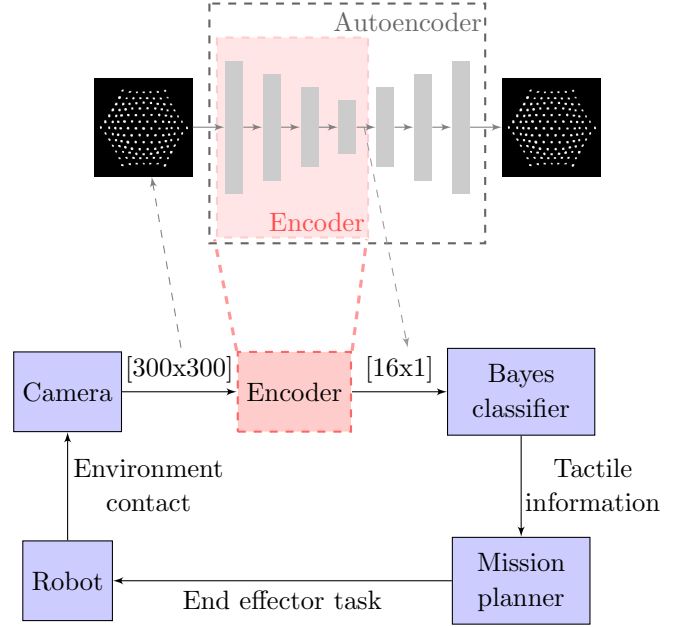 Autoencoder
Encoder
[300x300]
[16x1]
Camera
Encoder
Bayes
classifier
Environment
contact
Tactile
information
Robot
End effector task
Mission
planner